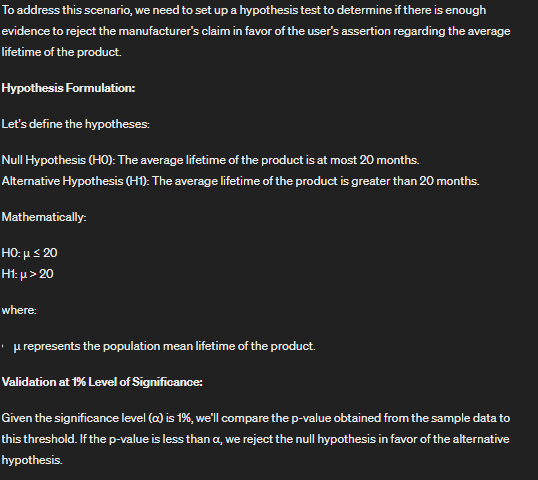 To address this scenario, we need to set up a hypothesis test to determine if there is enough
evidence to reject the manufacturer's claim in favor of the user's assertion regarding the average
lifetime of the product.
Hypothesis Formulation:
Let's define the hypotheses:
Null Hypothesis (H0): The average lifetime of the product is at most 20 months.
Alternative Hypothesis (H1): The average lifetime of the product is greater than 20 months.
Mathematically:
H0: μ ≤ 20
H1: μ > 20
where:
• μ represents the population mean lifetime of the product.
Validation at 1% Level of Significance:
Given the significance level (α) is 1%, we'll compare the p-value obtained from the sample data to
this threshold. If the p-value is less than α, we reject the null hypothesis in favor of the alternative
hypothesis.